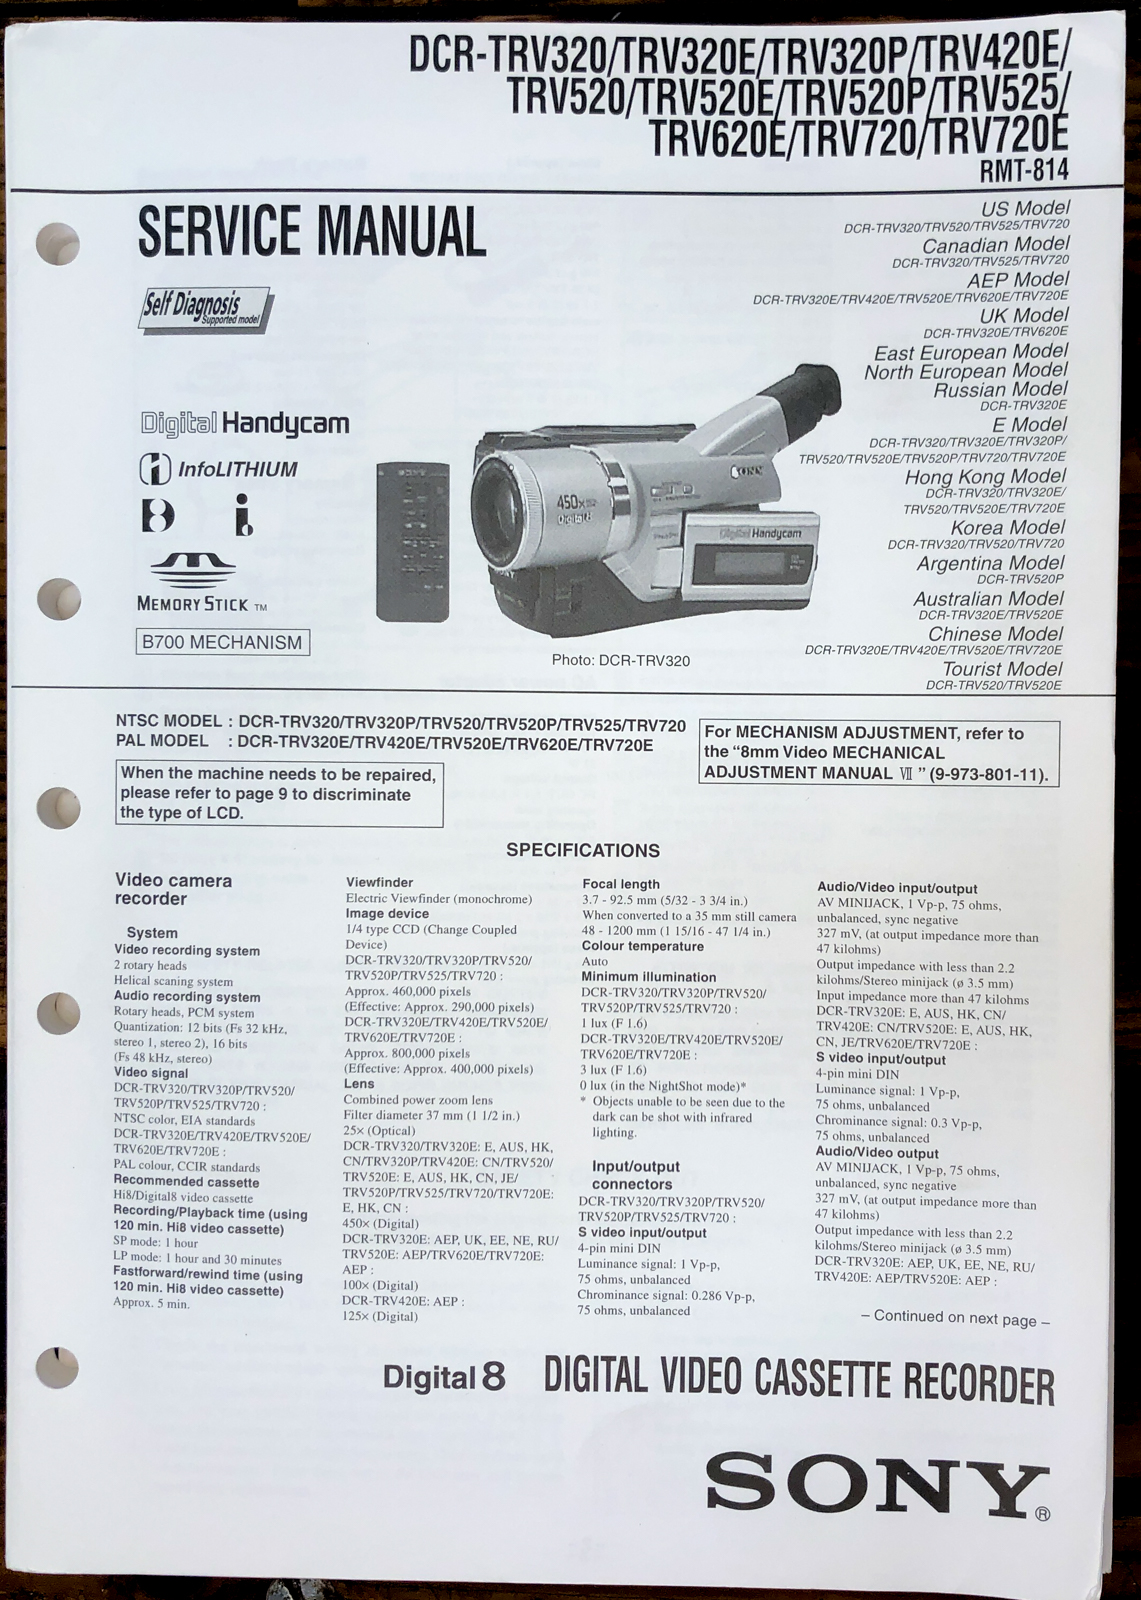 DCR-TRV320/TRV320E/TRV320P/TRV420E/
TRV520/TRV520E/TRV520P/TRV525/
TRV620E/TRV720/TRV720E
RMT-814
SERVICE MANUAL
Self Diagnosis
Supported model
Digital Handycam
InfoLITHIUM
MEMORY STICK TM
B700 MECHANISM
SONY
450x
Digital 8
SONY
SONY
Digital Handycam
Photo: DCR-TRV320
US Model
DCR-TRV320/TRV520/TRV525/TRV720
Canadian Model
DCR-TRV320/TRV525/TRV720
AEP Model
DCR-TRV320E/TRV420E/TRV520E/TRV620E/TRV720E
UK Model
DCR-TRV320E/TRV620E
East European Model
North European Model
Russian Model
DCR-TRV320E
E Model
DCR-TRV320/TRV320E/TRV320P/
TRV520/TRV520E/TRV520P/TRV720/TRV720E
Hong Kong Model
DCR-TRV320/TRV320E/
TRV520/TRV520E/TRV720E
Korea Model
DCR-TRV320/TRV520/TRV720
Argentina Model
DCR-TRV520P
Australian Model
DCR-TRV320E/TRV520E
Chinese Model
DCR-TRV320E/TRV420E/TRV520E/TRV720E
Tourist Model
DCR-TRV520/TRV520E
NTSC MODEL : DCR-TRV320/TRV320P/TRV520/TRV520P/TRV525/TRV720
PAL MODEL : DCR-TRV320E/TRV420E/TRV520E/TRV620E/TRV720E
When the machine needs to be repaired,
please refer to page 9 to discriminate
the type of LCD.
For MECHANISM ADJUSTMENT, refer to
the “8mm Video MECHANICAL
ADJUSTMENT MANUAL Ⅶ ” (9-973-801-11).
SPECIFICATIONS
Video camera
recorder
System
Video recording system
2 rotary heads
Helical scaning system
Audio recording system
Rotary heads, PCM system
Quantization: 12 bits (Fs 32 kHz,
stereo 1, stereo 2), 16 bits
(Fs 48 kHz, stereo)
Video signal
DCR-TRV320/TRV320P/TRV520/
TRV520P/TRV525/TRV720 :
NTSC color, EIA standards
DCR-TRV320E/TRV420E/TRV520E/
TRV620E/TRV720E :
PAL colour, CCIR standards
Recommended cassette
Hi8/Digital8 video cassette
Recording/Playback time (using
120 min. Hi8 video cassette)
SP mode: 1 hour
LP mode: 1 hour and 30 minutes
Fastforward/rewind time (using
120 min. Hi8 video cassette)
Approx. 5 min.
Viewfinder
Electric Viewfinder (monochrome)
Image device
1/4 type CCD (Change Coupled
Device)
DCR-TRV320/TRV320P/TRV520/
TRV520P/TRV525/TRV720 :
Approx. 460,000 pixels
(Effective: Approx. 290,000 pixels)
DCR-TRV320E/TRV420E/TRV520E/
TRV620E/TRV720E :
Approx. 800,000 pixels
(Effective: Approx. 400,000 pixels)
Lens
Combined power zoom lens
Filter diameter 37 mm (1 1/2 in.)
25× (Optical)
DCR-TRV320/TRV320E: E, AUS, HK,
CN/TRV320P/TRV420E: CN/TRV520/
TRV520E: E, AUS, HK, CN, JE/
TRV520P/TRV525/TRV720/TRV720E:
E, HK, CN :
450× (Digital)
DCR-TRV320E: AEP, UK, EE, NE, RU/
TRV520E: AEP/TRV620E/TRV720E:
AEP :
100× (Digital)
DCR-TRV420E: AEP :
125× (Digital)
Focal length
3.7 - 92.5 mm (5/32 - 3 3/4 in.)
When converted to a 35 mm still camera
48 - 1200 mm (1 15/16 - 47 1/4 in.)
Colour temperature
Auto
Minimum illumination
DCR-TRV320/TRV320P/TRV520/
TRV520P/TRV525/TRV720 :
1 lux (F 1.6)
DCR-TRV320E/TRV420E/TRV520E/
TRV620E/TRV720E :
3 lux (F 1.6)
0 lux (in the NightShot mode)*
* Objects unable to be seen due to the
dark can be shot with infrared
lighting.
Input/output
connectors
DCR-TRV320/TRV320P/TRV520/
TRV520P/TRV525/TRV720 :
S video input/output
4-pin mini DIN
Luminance signal: 1 Vp-p,
75 ohms, unbalanced
Chrominance signal: 0.286 Vp-p,
75 ohms, unbalanced
Audio/Video input/output
AV MINIJACK, 1 Vp-p, 75 ohms,
unbalanced, sync negative
327 mV, (at output impedance more than
47 kilohms)
Output impedance with less than 2.2
kilohms/Stereo minijack (ø 3.5 mm)
Input impedance more than 47 kilohms
DCR-TRV320E: E, AUS, HK, CN/
TRV420E: CN/TRV520E: E, AUS, HK,
CN, JE/TRV620E/TRV720E :
S video input/output
4-pin mini DIN
Luminance signal: 1 Vp-p,
75 ohms, unbalanced
Chrominance signal: 0.3 Vp-p,
75 ohms, unbalanced
Audio/Video output
AV MINIJACK, 1 Vp-p, 75 ohms,
unbalanced, sync negative
327 mV, (at output impedance more than
47 kilohms)
Output impedance with less than 2.2
kilohms/Stereo minijack (ø 3.5 mm)
DCR-TRV320E: AEP, UK, EE, NE, RU/
TRV420E: AEP/TRV520E: AEP :
– Continued on next page –
Digital 8 DIGITAL VIDEO CASSETTE RECORDER
SONY®